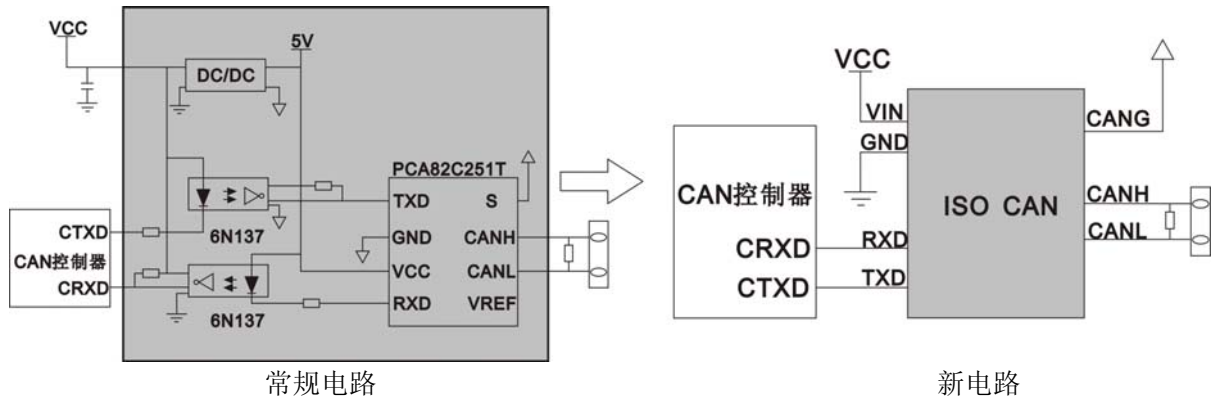 VCC
5V
DC/DC
PCA82C251T
TXD
S
6N137
CTXD
GND
CANH
CAN控制器
VCC
CANL
CRXD
RXD
VREF
6N137
常规电路
VCC
VIN
CANG
GND
CAN控制器
ISO CAN
CANH
CRXD
RXD
CANL
CTXD
TXD
新电路